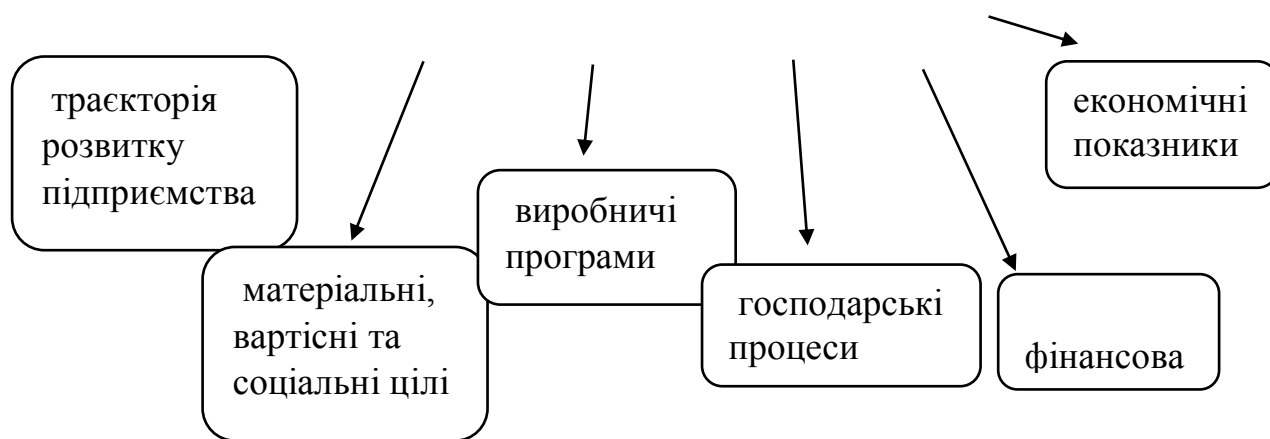 траєкторія
розвитку
підприємства
матеріальні,
вартісні та
соціальні цілі
виробничі
програми
господарські
процеси
фінансова
економічні
показники